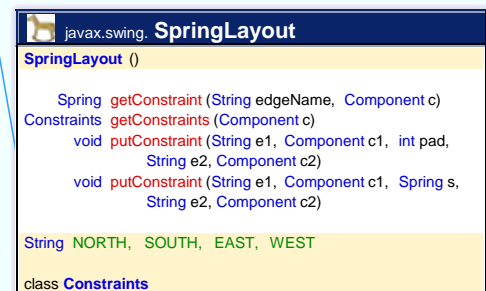 javax.swing. SpringLayout
SpringLayout ()
Spring getConstraint (String edgeName, Component c)
Constraints getConstraints (Component c)
void putConstraint (String e1, Component c1, int pad,
String e2, Component c2)
void putConstraint (String e1, Component c1, Spring s,
String e2, Component c2)
String NORTH, SOUTH, EAST, WEST
class Constraints